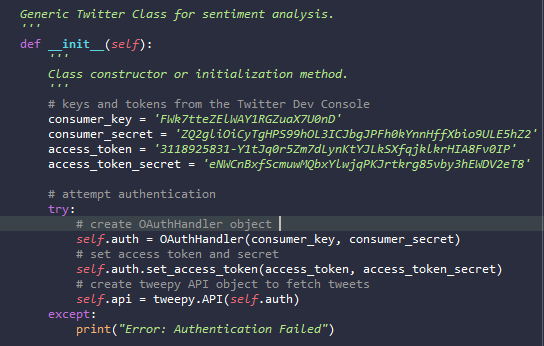 Generic Twitter Class for sentiment analysis.
'''
def __init__(self):
'''
Class constructor or initialization method.
'''
# keys and tokens from the Twitter Dev Console
consumer_key = 'FWk7tteZElWAY1RGZuaX7U0nD'
consumer_secret = 'ZQ2gliOiCyTgHPS99hOL3ICJbgJPFh0kYnnHffXbio9ULE5hZ2'
access_token = '3118925831-Y1tJq0r5Zm7dLynKtYJLkSXfqjklkrHIA8Fv0IP'
access_token_secret = 'eNWCnBxfScmuwMQbxYlwjqPKJrtkrg85vby3hEWDV2eT8'
# attempt authentication
try:
# create OAuthHandler object
self.auth = OAuthHandler(consumer_key, consumer_secret)
# set access token and secret
self.auth.set_access_token(access_token, access_token_secret)
# create tweepy API object to fetch tweets
self.api = tweepy.API(self.auth)
except:
print("Error: Authentication Failed")